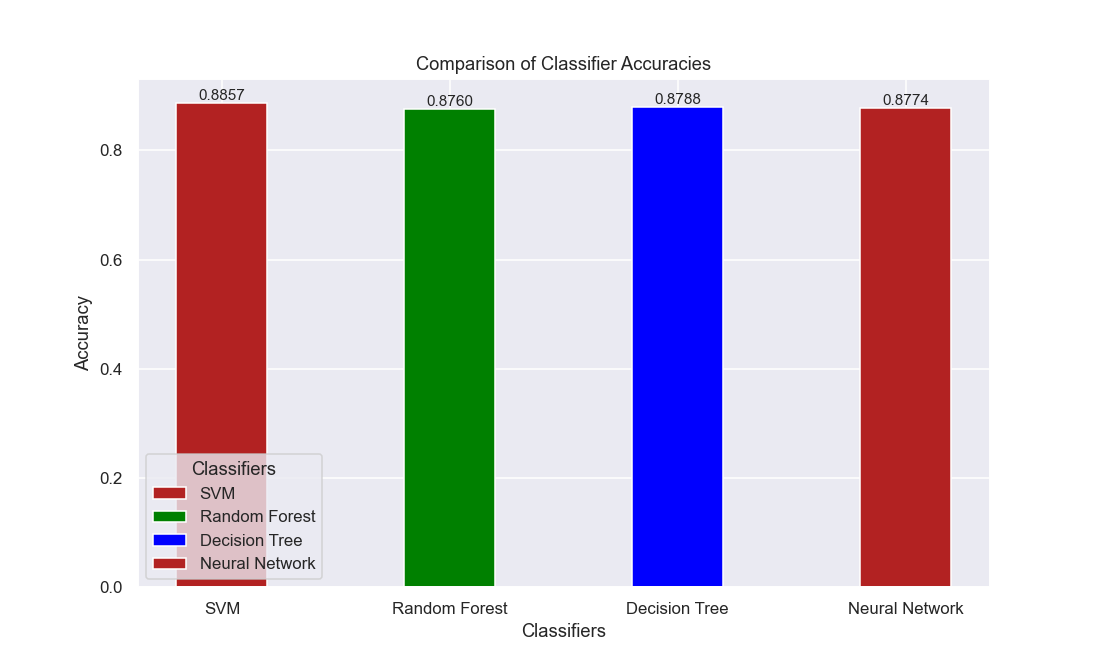 Comparison of Classifier Accuracies
0.8857
0.8760
0.8788
0.8774
0.8
0.6
0.4
0.2
0.0
Accuracy
Classifiers
SVM
Random Forest
Decision Tree
Neural Network
SVM
Random Forest
Decision Tree
Neural Network
Classifiers